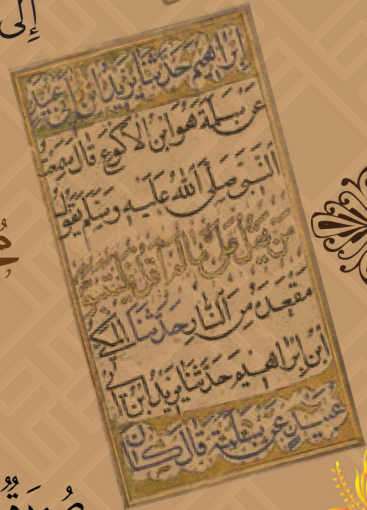 إلى
إبراهيم حدثنا يزيد بن أبي عبيد
عن سلمة هو ابن الأكوع قال سمعت
النبي صلى الله عليه وسلم يقول
من يقل علي ما لم أقل فليتبوأ
مقعده من النار حدثنا المكي
ابن إبراهيم حدثنا يزيد ابن أبي
عبيد عن سلمة قال كان